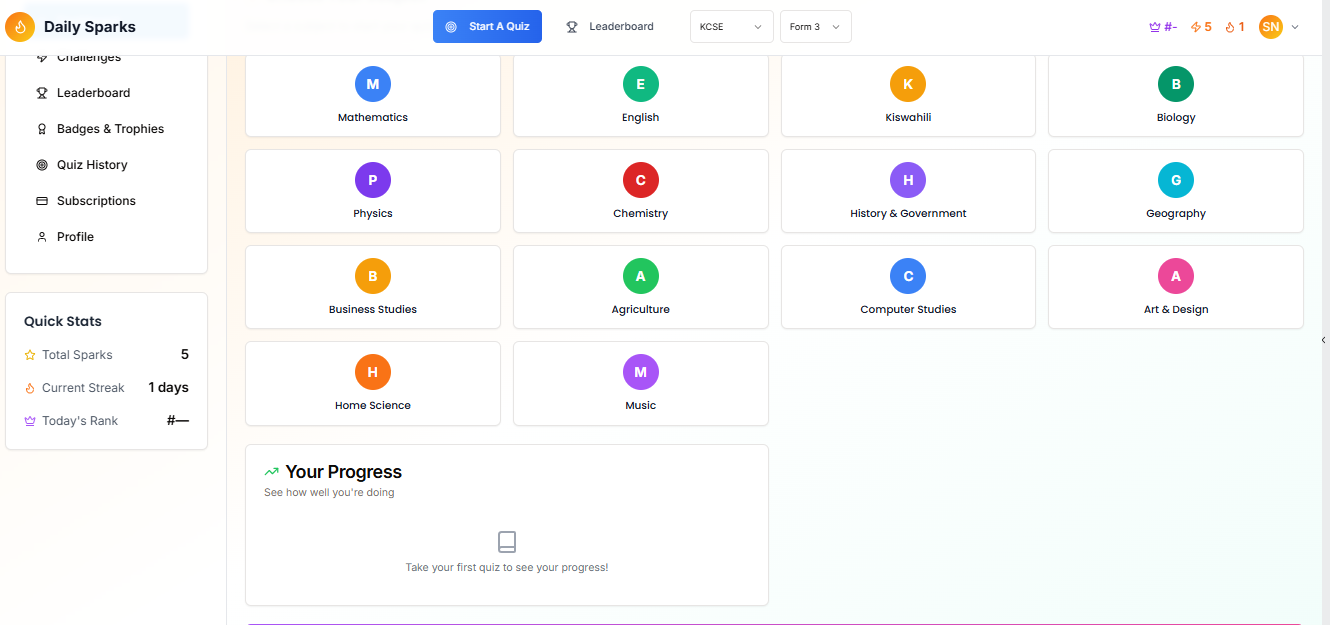 Daily Sparks
Start A Quiz
Leaderboard
KCSE
Form 3
#-
5
1
SN
Challenges
Leaderboard
Badges & Trophies
Quiz History
Subscriptions
Profile
Quick Stats
Total Sparks 5
Current Streak 1 days
Today's Rank #—
M
Mathematics
E
English
K
Kiswahili
B
Biology
P
Physics
C
Chemistry
H
History & Government
G
Geography
B
Business Studies
A
Agriculture
C
Computer Studies
A
Art & Design
H
Home Science
M
Music
Your Progress
See how well you're doing
Take your first quiz to see your progress!